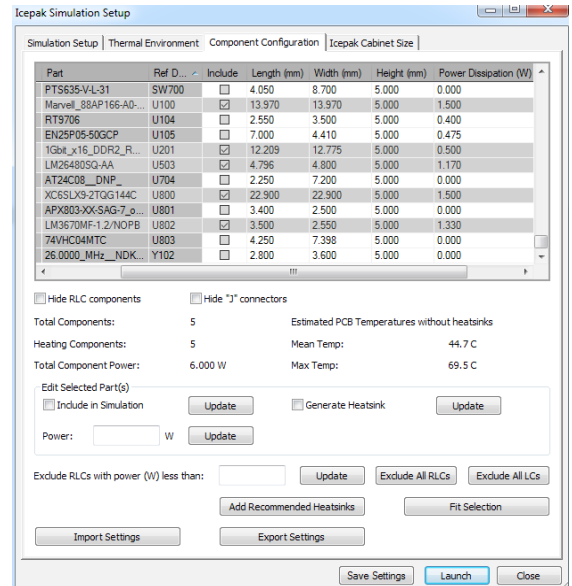 Icepak Simulation Setup
Simulation Setup Thermal Environment Component Configuration Icepak Cabinet Size
Part Ref D... Include Length (mm) Width (mm) Height (mm) Power Dissipation (W)
PTS635-V-L-31 SW700 4.050 8.700 5.000 0.000
Marvell_88AP166-A0-... U100 13.970 13.970 5.000 1.500
RT9706 U104 2.550 3.500 5.000 0.400
EN25P05-50GCP U105 7.000 4.410 5.000 0.475
1Gbit_x16_DDR2_R... U201 12.209 12.775 5.000 0.500
LM26480SQ-AA U503 4.796 4.800 5.000 1.170
AT24C08__DNP_ U704 2.250 7.200 5.000 0.000
XC6SLX9-2TQG144C U800 22.900 22.900 5.000 1.500
APX803-XX-SAG-7_o... U801 3.400 2.500 5.000 0.000
LM3670MF-1.2/NOPB U802 3.500 2.550 5.000 1.330
74VHC04MTC U803 4.250 7.398 5.000 0.000
26.0000_MHz__NDK... Y102 2.800 3.600 5.000 0.000
Hide RLC components Hide "J" connectors
Total Components: 5 Estimated PCB Temperatures without heatsinks
Heating Components: 5 Mean Temp: 44.7 C
Total Component Power: 6.000 W Max Temp: 69.5 C
Edit Selected Part(s)
Include in Simulation Update Generate Heatsink Update
Power: W Update
Exclude RLCs with power (W) less than: Update Exclude All RLCs Exclude All LCs
Add Recommended Heatsinks Fit Selection
Import Settings Export Settings
Save Settings Launch Close